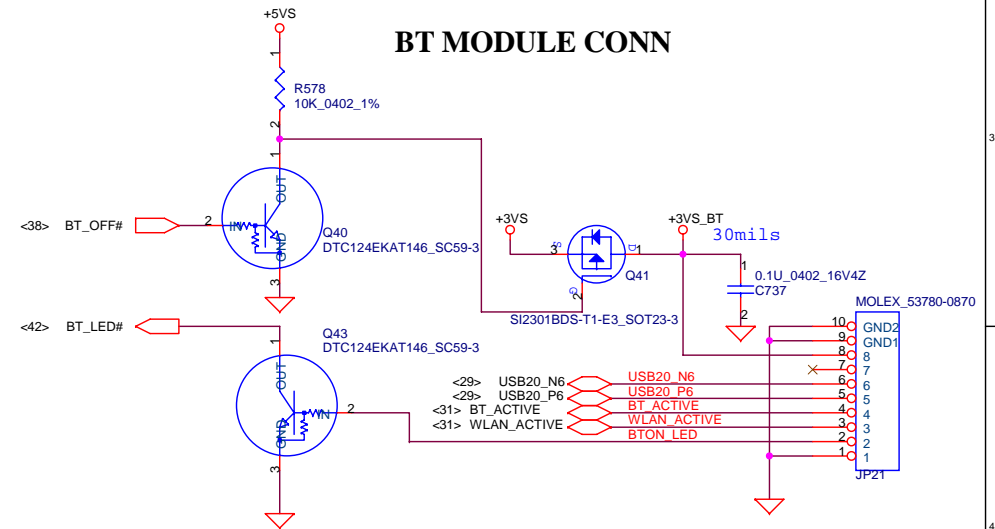 +5VS
BT MODULE CONN
1
R578
10K_0402_1%
2
3
1
OUT
<38> BT_OFF#
2
IN
GND
3
Q40
DTC124EKAT146_SC59-3
+3VS
3
S
D
1
G
2
Q41
SI2301BDS-T1-E3_SOT23-3
+3VS_BT
30mils
1
0.1U_0402_16V4Z
C737
2
MOLEX_53780-0870
<42> BT_LED#
1
Q43
DTC124EKAT146_SC59-3
OUT
IN
2
GND
3
10 GND2
9 GND1
8 8
7 7
<29> USB20_N6 USB20_N6 6 6
<29> USB20_P6 USB20_P6 5 5
<31> BT_ACTIVE BT_ACTIVE 4 4
<31> WLAN_ACTIVE WLAN_ACTIVE 3 3
BTON_LED 2 2
1 1
JP21
4